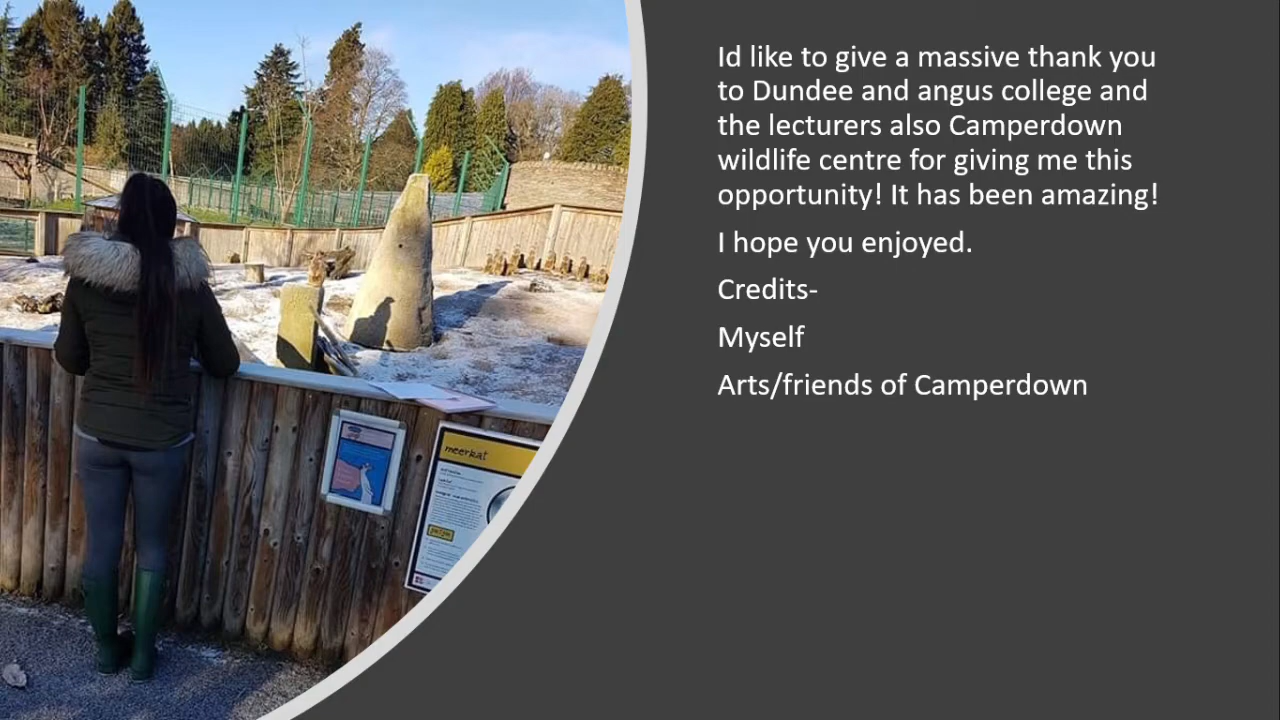 Id like to give a massive thank you
to Dundee and angus college and
the lecturers also Camperdown
wildlife centre for giving me this
opportunity! It has been amazing!
I hope you enjoyed.
Credits-
Myself
Arts/friends of Camperdown
meerkat